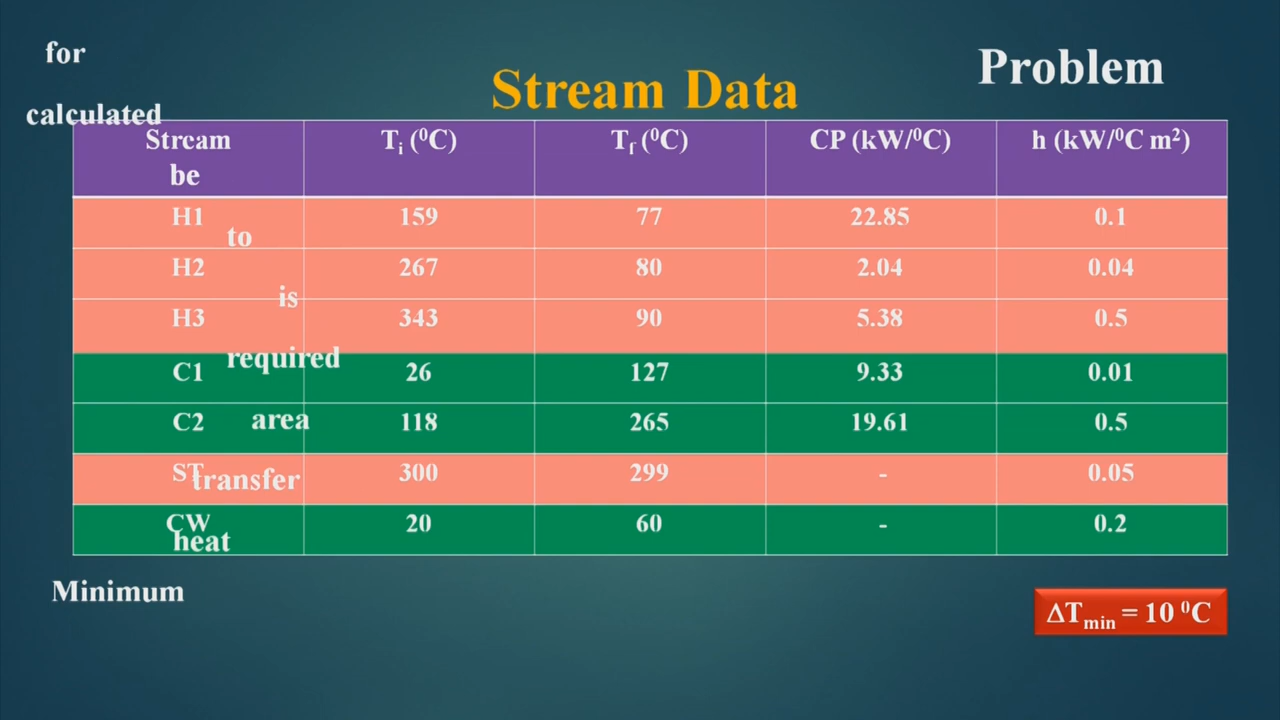 for
Problem
Stream Data
calculated
Stream Tᵢ (⁰C) T_f (⁰C) CP (kW/⁰C) h (kW/⁰C m²)
be
H1 159 77 22.85 0.1
to
H2 267 80 2.04 0.04
is
H3 343 90 5.38 0.5
required
C1 26 127 9.33 0.01
area
C2 118 265 19.61 0.5
ST 300 299 - 0.05
transfer
CW 20 60 - 0.2
heat
Minimum
ΔT_min = 10 ⁰C